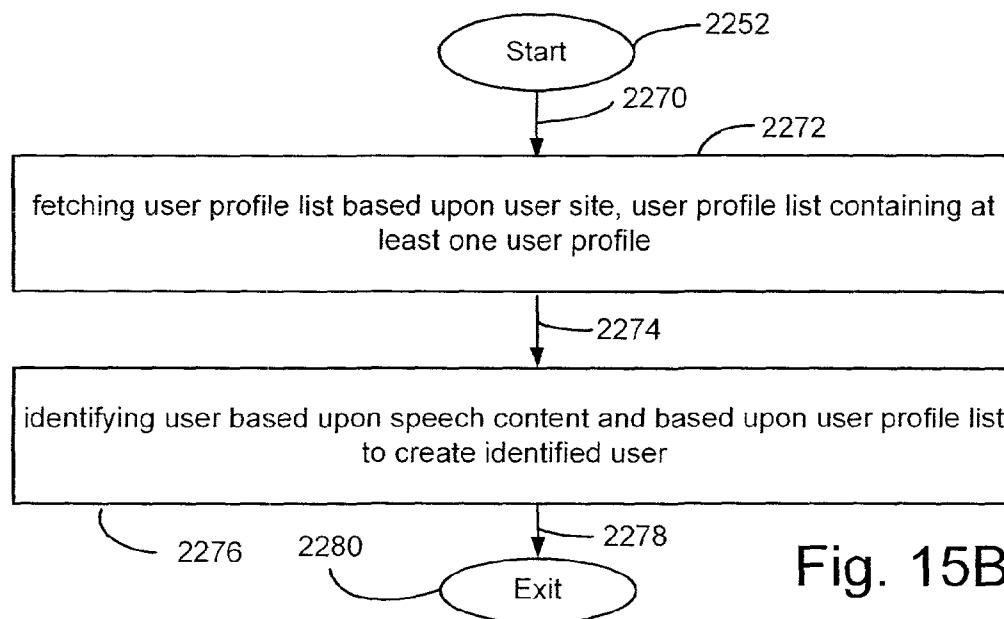 2252
Start
2270
2272
fetching user profile list based upon user site, user profile list containing at
least one user profile
2274
identifying user based upon speech content and based upon user profile list
to create identified user
2276
2280
2278
Exit
Fig. 15B